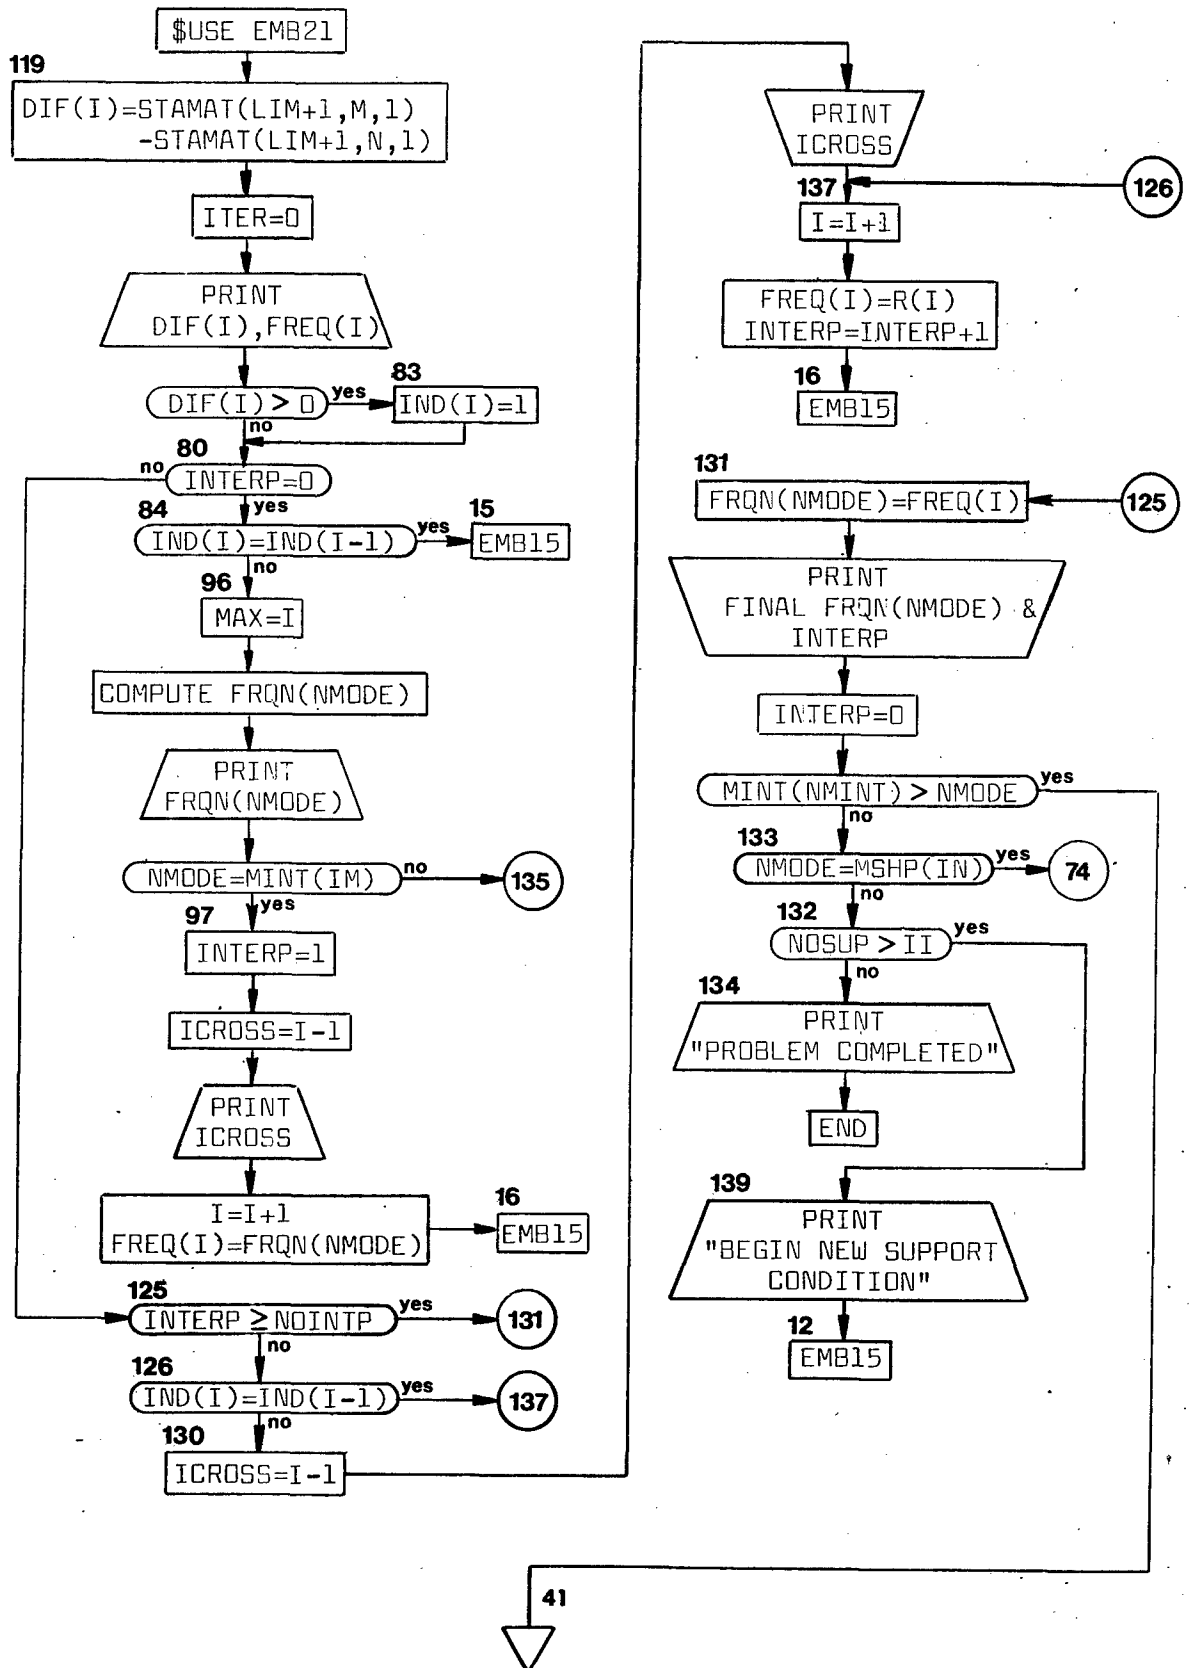 $USE EMB21
119
DIF(I)=STAMAT(LIM+1,M,1)
-STAMAT(LIM+1,N,1)
ITER=0
PRINT
DIF(I),FREQ(I)
DIF(I) > 0
yes
83
IND(I)=1
no
80
INTERP=0
no
yes
84
IND(I)=IND(I-1)
yes
15
EMB15
no
96
MAX=I
COMPUTE FRQN(NMODE)
PRINT
FRQN(NMODE)
NMODE=MINT(IM)
no
135
yes
97
INTERP=1
ICROSS=I-1
PRINT
ICROSS
I=I+1
FREQ(I)=FRQN(NMODE)
16
EMB15
125
INTERP ≥ NOINTP
yes
131
no
126
IND(I)=IND(I-1)
yes
137
no
130
ICROSS=I-1
PRINT
ICROSS
137
126
I=I+1
FREQ(I)=R(I)
INTERP=INTERP+1
16
EMB15
131
FRQN(NMODE)=FREQ(I)
125
PRINT
FINAL FRQN(NMODE) &
INTERP
INTERP=0
MINT(NMINT) > NMODE
yes
no
133
NMODE=MSHP(IN)
yes
74
no
132
NOSUP > II
yes
no
134
PRINT
"PROBLEM COMPLETED"
END
139
PRINT
"BEGIN NEW SUPPORT
CONDITION"
12
EMB15
41